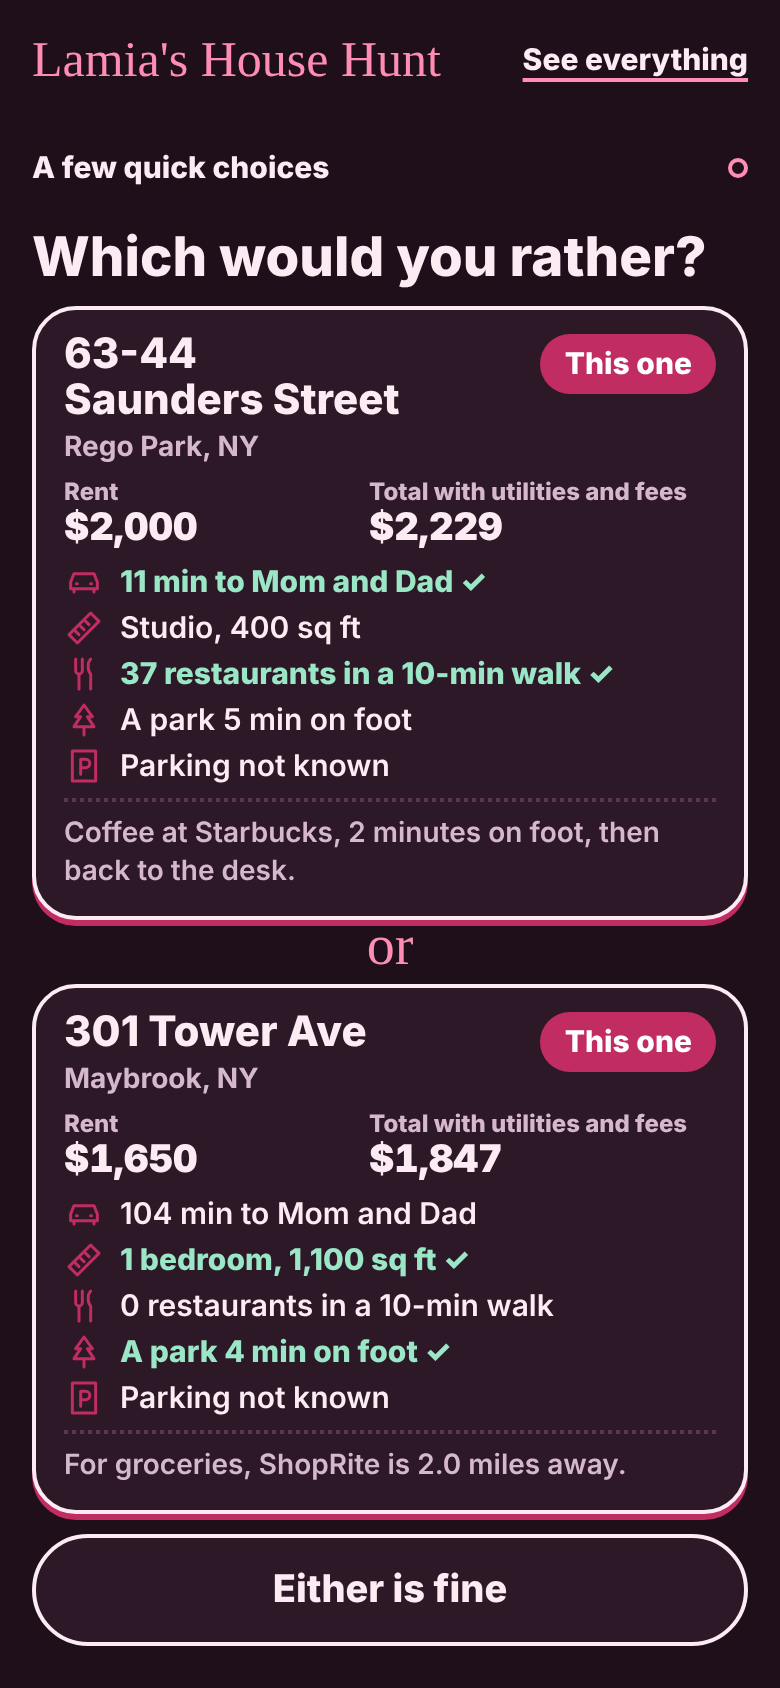 Lamia's House Hunt
See everything
A few quick choices
Which would you rather?
63-44
Saunders Street
This one
Rego Park, NY
Rent
Total with utilities and fees
$2,000
$2,229
11 min to Mom and Dad ✓
Studio, 400 sq ft
37 restaurants in a 10-min walk ✓
A park 5 min on foot
P
Parking not known
Coffee at Starbucks, 2 minutes on foot, then
back to the desk.
or
301 Tower Ave
This one
Maybrook, NY
Rent
Total with utilities and fees
$1,650
$1,847
104 min to Mom and Dad
1 bedroom, 1,100 sq ft ✓
0 restaurants in a 10-min walk
A park 4 min on foot ✓
P
Parking not known
For groceries, ShopRite is 2.0 miles away.
Either is fine